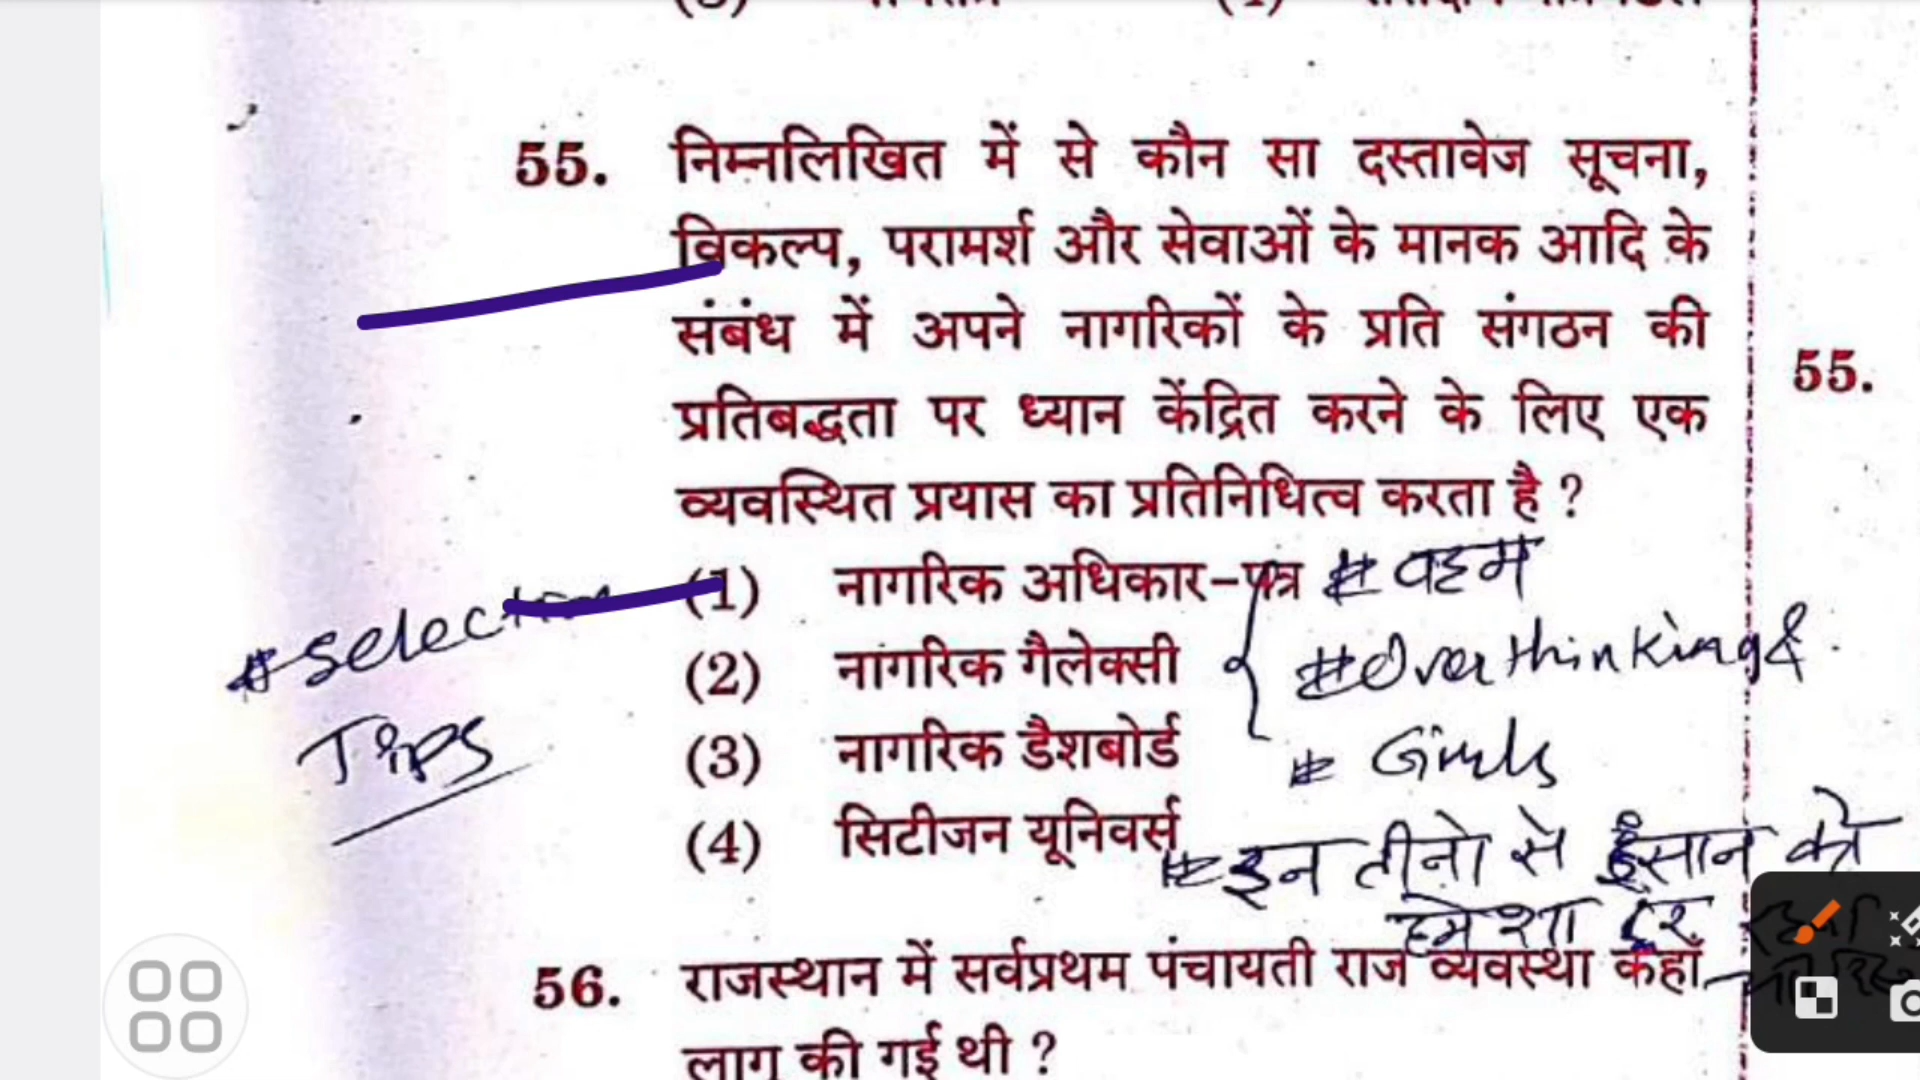 55. निम्नलिखित में से कौन सा दस्तावेज सूचना,
विकल्प, परामर्श और सेवाओं के मानक आदि के
संबंध में अपने नागरिकों के प्रति संगठन की
प्रतिबद्धता पर ध्यान केंद्रित करने के लिए एक
व्यवस्थित प्रयास का प्रतिनिधित्व करता है ?
(1) नागरिक अधिकार-पत्र # वहम
(2) नागरिक गैलेक्सी #Overthinking &
(3) नागरिक डैशबोर्ड # Girls
(4) सिटीजन यूनिवर्स
# इन तीनो से इंसान को
हमेशा दूर
#selection
Tips
56. राजस्थान में सर्वप्रथम पंचायती राज व्यवस्था कहाँ
लागू की गई थी ?
55.